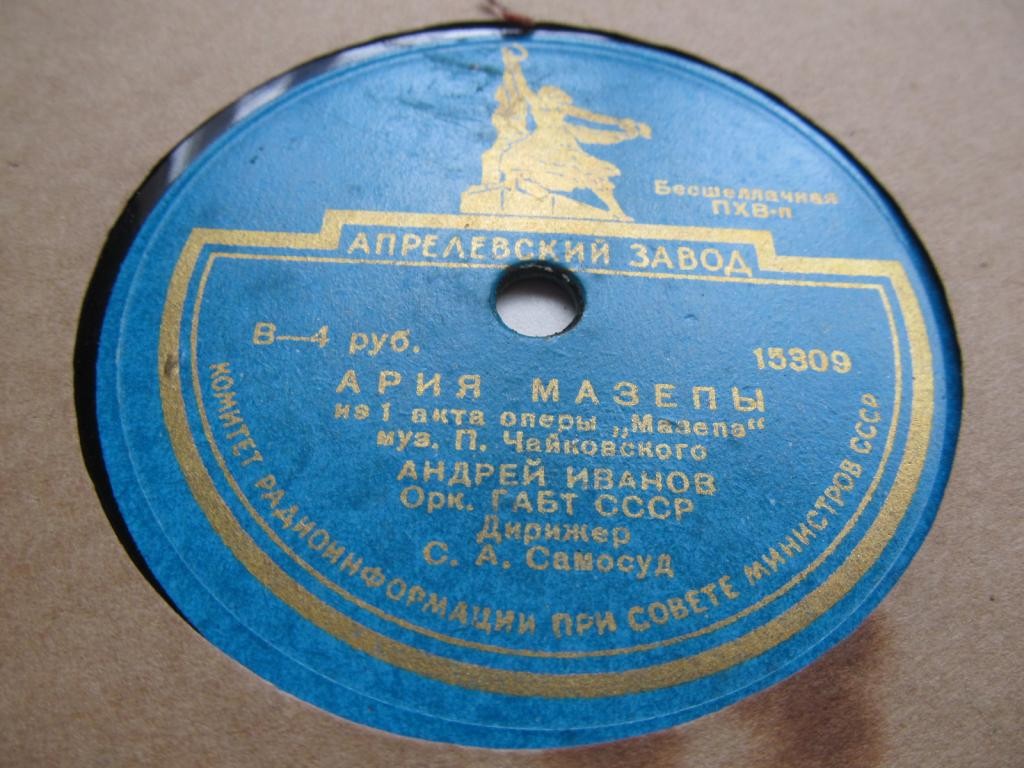 Бесшеллачная
ПХВ-п
АПРЕЛЕВСКИЙ ЗАВОД
В—4 руб.
15309
АРИЯ МАЗЕПЫ
из 1 акта оперы „Мазепа“
муз. П. Чайковского
АНДРЕЙ ИВАНОВ
Орк. ГАБТ СССР
Дирижер
С. А. Самосуд
КОМИТЕТ РАДИОИНФОРМАЦИИ ПРИ СОВЕТЕ МИНИСТРОВ СССР